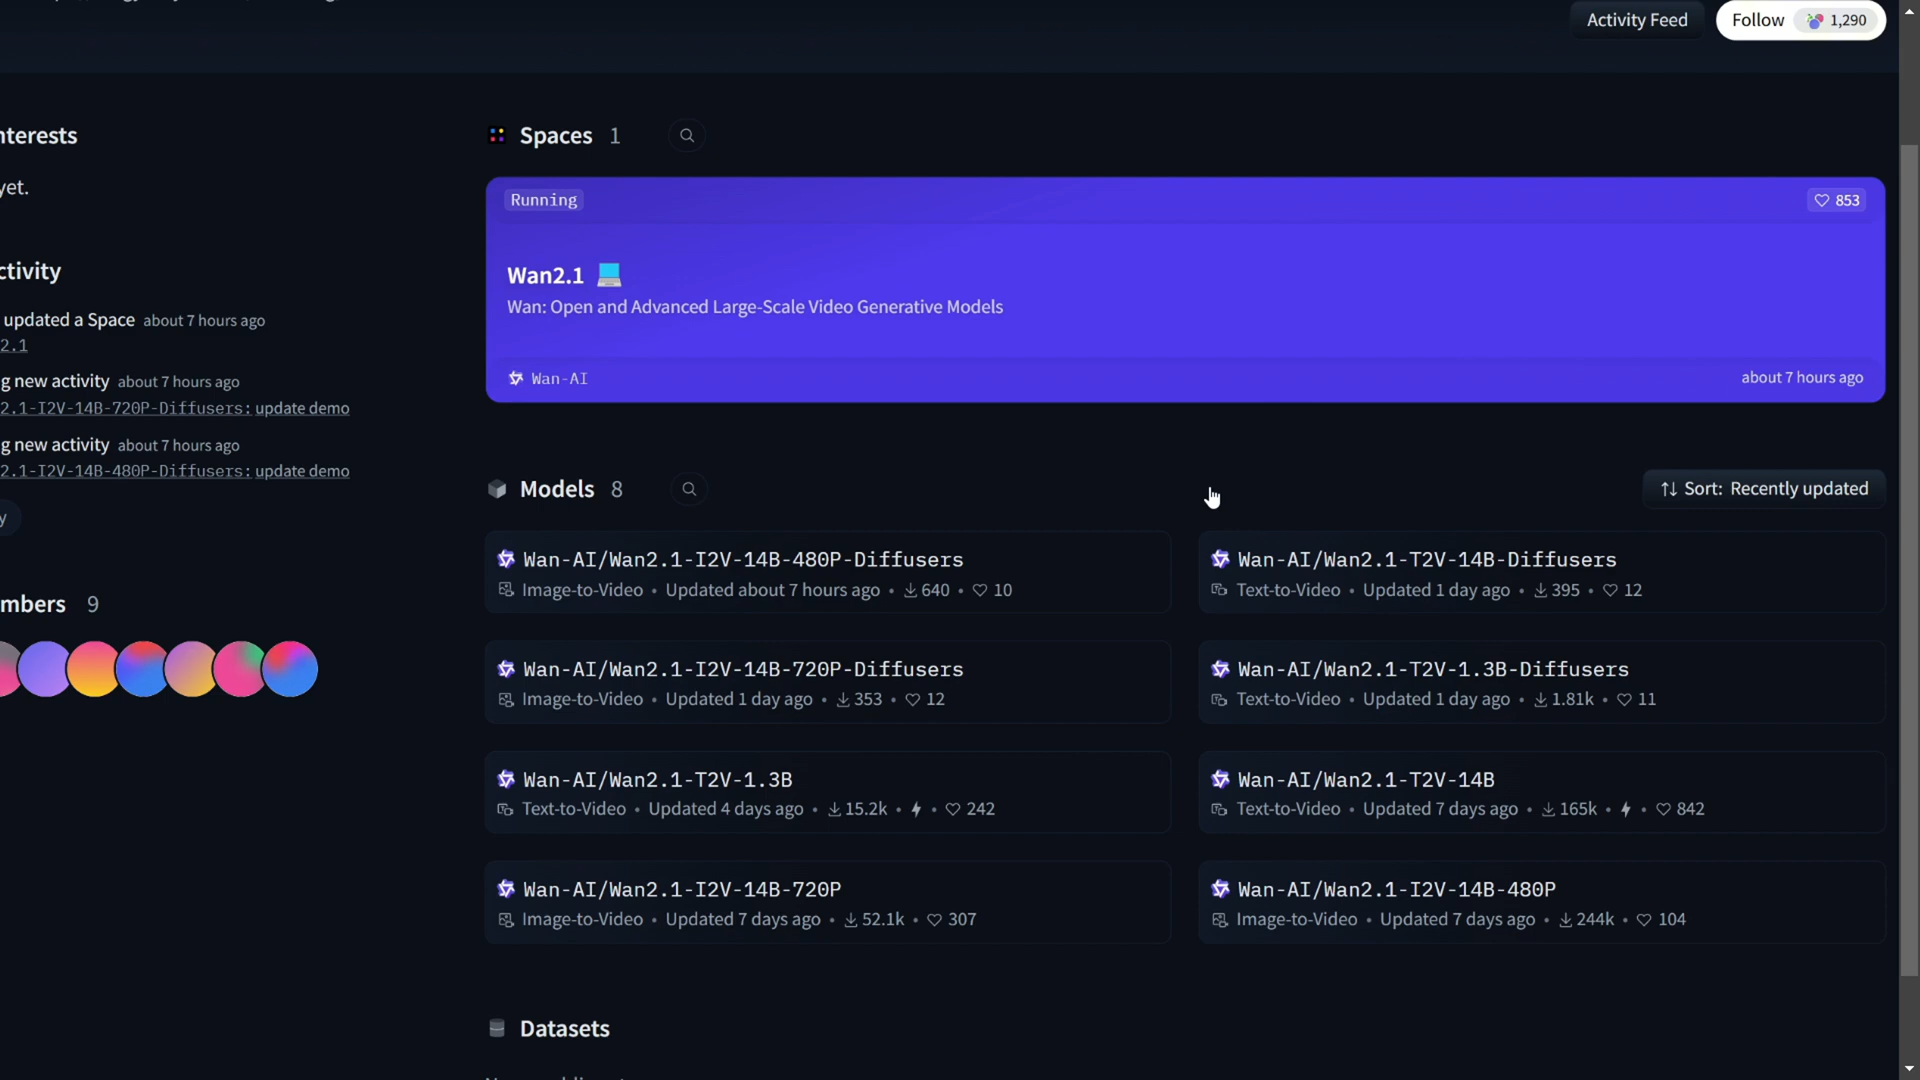 Activity Feed
Follow 1,290
nterests
yet.
ctivity
updated a Space about 7 hours ago
2.1
g new activity about 7 hours ago
2.1-I2V-14B-720P-Diffusers: update demo
g new activity about 7 hours ago
2.1-I2V-14B-480P-Diffusers: update demo
y
mbers 9
Spaces 1
Running
853
Wan2.1
Wan: Open and Advanced Large-Scale Video Generative Models
Wan-AI
about 7 hours ago
Models 8
Sort: Recently updated
Wan-AI/Wan2.1-I2V-14B-480P-Diffusers
Image-to-Video • Updated about 7 hours ago • 640 • 10
Wan-AI/Wan2.1-T2V-14B-Diffusers
Text-to-Video • Updated 1 day ago • 395 • 12
Wan-AI/Wan2.1-I2V-14B-720P-Diffusers
Image-to-Video • Updated 1 day ago • 353 • 12
Wan-AI/Wan2.1-T2V-1.3B-Diffusers
Text-to-Video • Updated 1 day ago • 1.81k • 11
Wan-AI/Wan2.1-T2V-1.3B
Text-to-Video • Updated 4 days ago • 15.2k • 242
Wan-AI/Wan2.1-T2V-14B
Text-to-Video • Updated 7 days ago • 165k • 842
Wan-AI/Wan2.1-I2V-14B-720P
Image-to-Video • Updated 7 days ago • 52.1k • 307
Wan-AI/Wan2.1-I2V-14B-480P
Image-to-Video • Updated 7 days ago • 244k • 104
Datasets